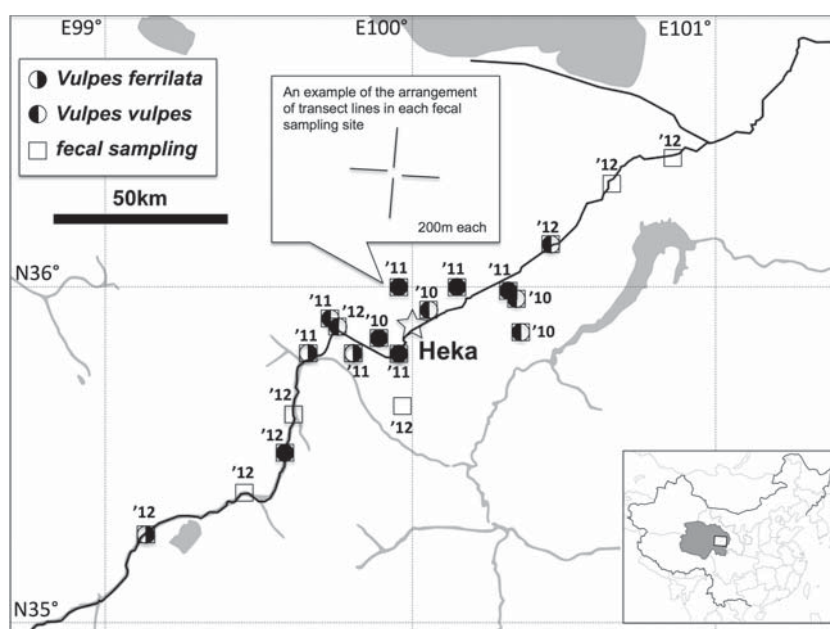 E99°
E100°
E101°
Vulpes ferrilata
Vulpes vulpes
fecal sampling
50km
An example of the arrangement
of transect lines in each fecal
sampling site
200m each
'12
'12
'12
N36°
'11
'11
'11
'10
'10
'11
'12
'10
'10
Heka
'11
'11
'11
'12
'12
'12
'12
'12
N35°